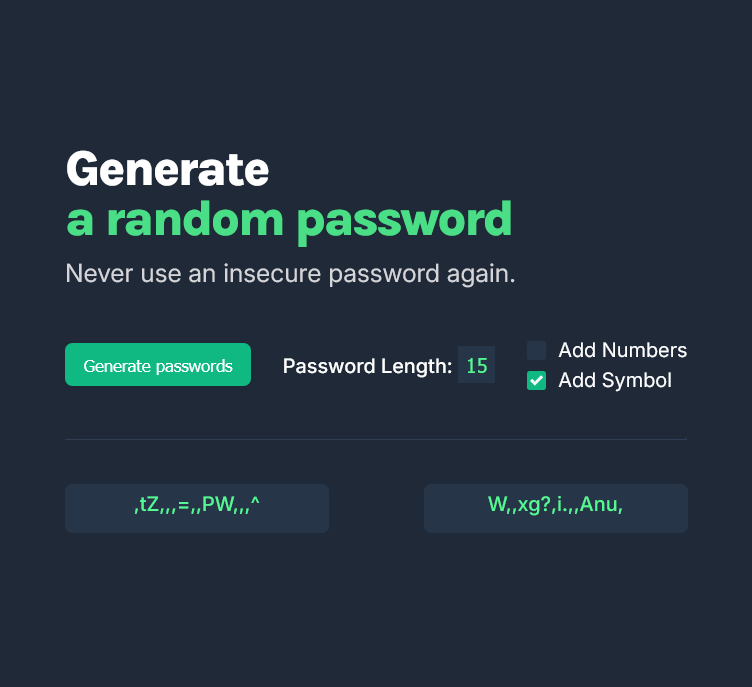 Generate
a random password
Never use an insecure password again.
Generate passwords
Password Length: 15
Add Numbers
Add Symbol
,tZ,,,=,,PW,,,^
W,,xg?,i.,,Anu,